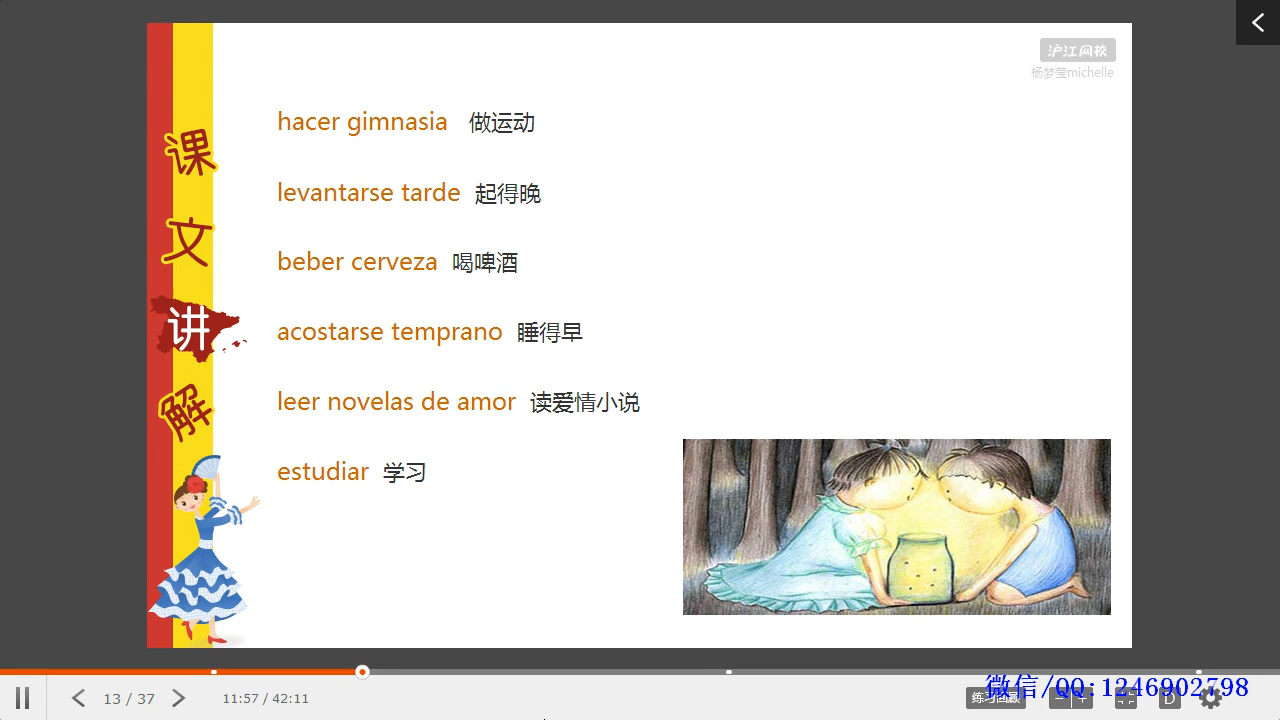 沪江网校
杨梦莹michelle
课文讲解
hacer gimnasia 做运动
levantarse tarde 起得晚
beber cerveza 喝啤酒
acostarse temprano 睡得早
leer novelas de amor 读爱情小说
estudiar 学习
13 / 37
11:57 / 42:11
练习回顾
微信/QQ:1246902798
D